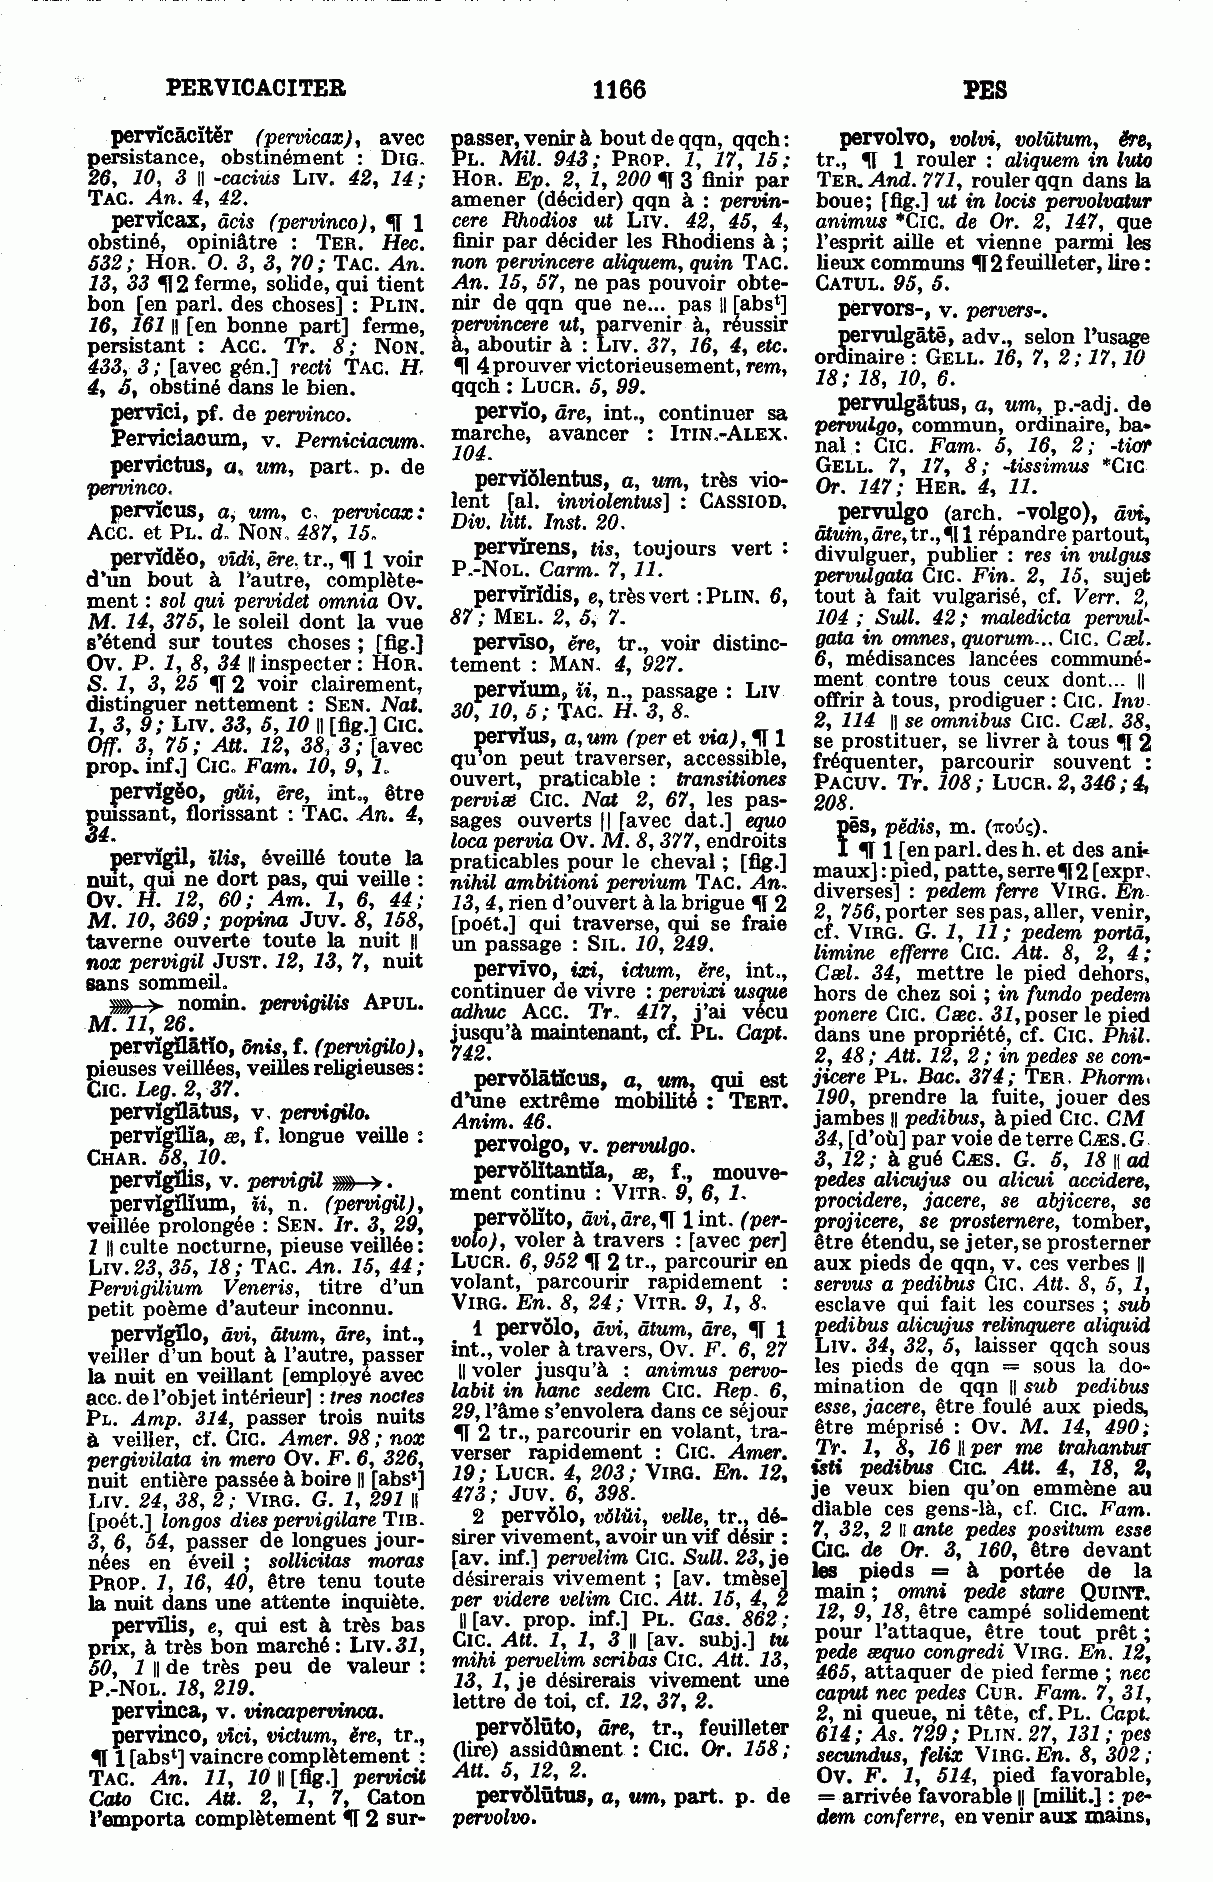 PERVICACITER
1166
PES
pervĭcācĭtĕr (pervicax), avec
persistance, obstinément : DIG.
26, 10, 3 || -cacius LIV. 42, 14 ;
TAC. An. 4, 42.
pervicax, ācis (pervinco), ¶ 1
obstiné, opiniâtre : TER. Hec.
532 ; HOR. O. 3, 3, 70 ; TAC. An.
13, 33 ¶ 2 ferme, solide, qui tient
bon [en parl. des choses] : PLIN.
16, 161 || [en bonne part] ferme,
persistant : ACC. Tr. 8 ; NON.
433, 3 ; [avec gén.] recti TAC. H.
4, 5, obstiné dans le bien.
pervīci, pf. de pervinco.
Perviciacum, v. Perniciacum.
pervictus, a, um, part. p. de
pervinco.
pervĭcus, a, um, c. pervicax :
ACC. et PL. d. NON. 487, 15.
pervĭdĕo, vīdi, ēre, tr., ¶ 1 voir
d'un bout à l'autre, complète-
ment : sol qui pervidet omnia OV.
M. 14, 375, le soleil dont la vue
s'étend sur toutes choses ; [fig.]
OV. P. 1, 8, 34 || inspecter : HOR.
S. 1, 3, 25 ¶ 2 voir clairement,
distinguer nettement : SEN. Nat.
1, 3, 9 ; LIV. 33, 5, 10 || [fig.] CIC.
Off. 3, 75 ; Att. 12, 38, 3 ; [avec
prop. inf.] CIC. Fam. 10, 9, 1.
pervĭgĕo, gŭi, ēre, int., être
puissant, florissant : TAC. An. 4,
34.
pervĭgil, ĭlis, éveillé toute la
nuit, qui ne dort pas, qui veille :
OV. H. 12, 60 ; Am. 1, 6, 44 ;
M. 10, 369 ; popina JUV. 8, 158,
taverne ouverte toute la nuit ||
nox pervigil JUST. 12, 13, 7, nuit
sans sommeil.
⟫⟶ nomin. pervigilis APUL.
M. 11, 26.
pervĭgĭlātĭo, ōnis, f. (pervigilo),
pieuses veillées, veilles religieuses :
CIC. Leg. 2, 37.
pervĭgĭlātus, v. pervigilo.
pervĭgĭlĭa, æ, f. longue veille :
CHAR. 58, 10.
pervĭgĭlis, v. pervigil ⟫⟶.
pervĭgĭlĭum, ĭi, n. (pervigil),
veillée prolongée : SEN. Ir. 3, 29,
1 || culte nocturne, pieuse veillée :
LIV. 23, 35, 18 ; TAC. An. 15, 44 ;
Pervigilium Veneris, titre d'un
petit poème d'auteur inconnu.
pervĭgĭlo, āvi, ātum, āre, int.,
veiller d'un bout à l'autre, passer
la nuit en veillant [employé avec
acc. de l'objet intérieur] : tres noctes
PL. Amp. 314, passer trois nuits
à veiller, cf. CIC. Amer. 98 ; nox
pergivilata in mero OV. F. 6, 326,
nuit entière passée à boire || [absᵗ]
LIV. 24, 38, 2 ; VIRG. G. 1, 291 ||
[poét.] longos dies pervigilare TIB.
3, 6, 54, passer de longues jour-
nées en éveil ; sollicitas moras
PROP. 1, 16, 40, être tenu toute
la nuit dans une attente inquiète.
pervīlis, e, qui est à très bas
prix, à très bon marché : LIV. 31,
50, 1 || de très peu de valeur :
P.-NOL. 18, 219.
pervinca, v. vincapervinca.
pervinco, vīci, victum, ĕre, tr.,
¶ 1 [absᵗ] vaincre complètement :
TAC. An. 11, 10 || [fig.] pervicit
Cato CIC. Att. 2, 1, 7, Caton
l'emporta complètement ¶ 2 sur-
passer, venir à bout de qqn, qqch :
PL. Mil. 943 ; PROP. 1, 17, 15 ;
HOR. Ep. 2, 1, 200 ¶ 3 finir par
amener (décider) qqn à : pervin-
cere Rhodios ut LIV. 42, 45, 4,
finir par décider les Rhodiens à ;
non pervincere aliquem, quin TAC.
An. 15, 57, ne pas pouvoir obte-
nir de qqn que ne... pas || [absᵗ]
pervincere ut, parvenir à, réussir
à, aboutir à : LIV. 37, 16, 4, etc.
¶ 4 prouver victorieusement, rem,
qqch : LUCR. 5, 99.
pervĭo, āre, int., continuer sa
marche, avancer : ITIN.-ALEX.
104.
pervĭŏlentus, a, um, très vio-
lent [al. inviolentus] : CASSIOD.
Div. litt. Inst. 20.
pervĭrens, tis, toujours vert :
P.-NOL. Carm. 7, 11.
pervĭrĭdis, e, très vert : PLIN. 6,
87 ; MEL. 2, 5, 7.
pervīso, ĕre, tr., voir distinc-
tement : MAN. 4, 927.
pervĭum, ĭi, n., passage : LIV
30, 10, 5 ; TAC. H. 3, 8.
pervĭus, a, um (per et via), ¶ 1
qu'on peut traverser, accessible,
ouvert, praticable : transitiones
perviæ CIC. Nat 2, 67, les pas-
sages ouverts || [avec dat.] equo
loca pervia OV. M. 8, 377, endroits
praticables pour le cheval ; [fig.]
nihil ambitioni pervium TAC. An.
13, 4, rien d'ouvert à la brigue ¶ 2
[poét.] qui traverse, qui se fraie
un passage : SIL. 10, 249.
pervīvo, ixi, ictum, ĕre, int.,
continuer de vivre : pervixi usque
adhuc ACC. Tr. 417, j'ai vécu
jusqu'à maintenant, cf. PL. Capt.
742.
pervŏlātĭcus, a, um, qui est
d'une extrême mobilité : TERT.
Anim. 46.
pervolgo, v. pervulgo.
pervŏlĭtantĭa, æ, f., mouve-
ment continu : VITR. 9, 6, 1.
pervŏlĭto, āvi, āre, ¶ 1 int. (per-
volo), voler à travers : [avec per]
LUCR. 6, 952 ¶ 2 tr., parcourir en
volant, parcourir rapidement :
VIRG. En. 8, 24 ; VITR. 9, 1, 8.
1 pervŏlo, āvi, ātum, āre, ¶ 1
int., voler à travers, OV. F. 6, 27
|| voler jusqu'à : animus pervo-
labit in hanc sedem CIC. Rep. 6,
29, l'âme s'envolera dans ce séjour
¶ 2 tr., parcourir en volant, tra-
verser rapidement : CIC. Amer.
19 ; LUCR. 4, 203 ; VIRG. En. 12,
473 ; JUV. 6, 398.
2 pervŏlo, vŏlŭi, velle, tr., dé-
sirer vivement, avoir un vif désir :
[av. inf.] pervelim CIC. Sull. 23, je
désirerais vivement ; [av. tmèse]
per videre velim CIC. Att. 15, 4, 2
|| [av. prop. inf.] PL. Gas. 862 ;
CIC. Att. 1, 1, 3 || [av. subj.] tu
mihi pervelim scribas CIC. Att. 13,
13, 1, je désirerais vivement une
lettre de toi, cf. 12, 37, 2.
pervŏlūto, āre, tr., feuilleter
(lire) assidûment : CIC. Or. 158 ;
Att. 5, 12, 2.
pervŏlūtus, a, um, part. p. de
pervolvo.
pervolvo, volvi, volūtum, ĕre,
tr., ¶ 1 rouler : aliquem in luto
TER. And. 771, rouler qqn dans la
boue ; [fig.] ut in locis pervolvatur
animus *CIC. de Or. 2, 147, que
l'esprit aille et vienne parmi les
lieux communs ¶ 2 feuilleter, lire :
CATUL. 95, 5.
pervors-, v. pervers-.
pervulgātē, adv., selon l'usage
ordinaire : GELL. 16, 7, 2 ; 17, 10
18 ; 18, 10, 6.
pervulgātus, a, um, p.-adj. de
pervulgo, commun, ordinaire, ba-
nal : CIC. Fam. 5, 16, 2 ; -tior
GELL. 7, 17, 8 ; -tissimus *CIC
Or. 147 ; HER. 4, 11.
pervulgo (arch. -volgo), āvi,
ātum, āre, tr., ¶ 1 répandre partout,
divulguer, publier : res in vulgus
pervulgata CIC. Fin. 2, 15, sujet
tout à fait vulgarisé, cf. Verr. 2,
104 ; Sull. 42 ; maledicta pervul-
gata in omnes, quorum... CIC. Cæl.
6, médisances lancées communé-
ment contre tous ceux dont... ||
offrir à tous, prodiguer : CIC. Inv.
2, 114 || se omnibus CIC. Cæl. 38,
se prostituer, se livrer à tous ¶ 2
fréquenter, parcourir souvent :
PACUV. Tr. 108 ; LUCR. 2, 346 ; 4,
208.
pēs, pĕdis, m. (πούς).
I ¶ 1 [en parl. des h. et des ani-
maux] : pied, patte, serre ¶ 2 [expr.
diverses] : pedem ferre VIRG. En.
2, 756, porter ses pas, aller, venir,
cf. VIRG. G. 1, 11 ; pedem portā,
limine efferre CIC. Att. 8, 2, 4 ;
Cæl. 34, mettre le pied dehors,
hors de chez soi ; in fundo pedem
ponere CIC. Cæc. 31, poser le pied
dans une propriété, cf. CIC. Phil.
2, 48 ; Att. 12, 2 ; in pedes se con-
jicere PL. Bac. 374 ; TER. Phorm.
190, prendre la fuite, jouer des
jambes || pedibus, à pied CIC. CM
34, [d'où] par voie de terre CÆS. G.
3, 12 ; à gué CÆS. G. 5, 18 || ad
pedes alicujus ou alicui accidere,
procidere, jacere, se abjicere, se
projicere, se prosternere, tomber,
être étendu, se jeter, se prosterner
aux pieds de qqn, v. ces verbes ||
servus a pedibus CIC. Att. 8, 5, 1,
esclave qui fait les courses ; sub
pedibus alicujus relinquere aliquid
LIV. 34, 32, 5, laisser qqch sous
les pieds de qqn = sous la do-
mination de qqn || sub pedibus
esse, jacere, être foulé aux pieds,
être méprisé : OV. M. 14, 490 ;
Tr. 1, 8, 16 || per me trahantur
isti pedibus CIC. Att. 4, 18, 2,
je veux bien qu'on emmène au
diable ces gens-là, cf. CIC. Fam.
7, 32, 2 || ante pedes positum esse
CIC. de Or. 3, 160, être devant
les pieds = à portée de la
main ; omni pede stare QUINT.
12, 9, 18, être campé solidement
pour l'attaque, être tout prêt ;
pede æquo congredi VIRG. En. 12,
465, attaquer de pied ferme ; nec
caput nec pedes CUR. Fam. 7, 31,
2, ni queue, ni tête, cf. PL. Capt.
614 ; As. 729 ; PLIN. 27, 131 ; pes
secundus, felix VIRG. En. 8, 302 ;
OV. F. 1, 514, pied favorable,
= arrivée favorable || [milit.] : pe-
dem conferre, en venir aux mains,